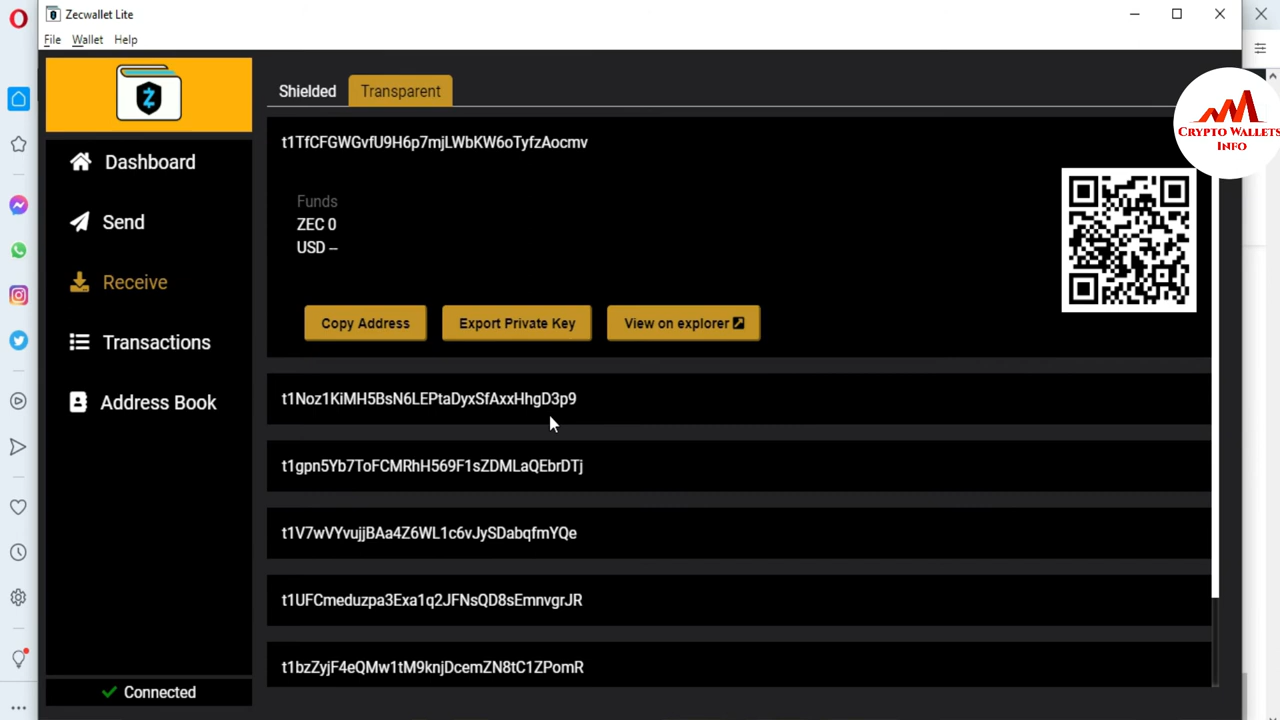 Zecwallet Lite
File Wallet Help
CRYPTO WALLETS
INFO
Dashboard
Send
Receive
Transactions
Address Book
Connected
Shielded Transparent
t1TfCFGWGvfU9H6p7mjLWbKW6oTyfzAocmv
Funds
ZEC 0
USD --
Copy Address Export Private Key View on explorer
t1Noz1KiMH5BsN6LEPtaDyxSfAxxHhgD3p9
t1gpn5Yb7ToFCMRhH569F1sZDMLaQEbrDTj
t1V7wVYvujjBAa4Z6WL1c6vJySDabqfmYQe
t1UFCmeduzpa3Exa1q2JFNsQD8sEmnvgrJR
t1bzZyjF4eQMw1tM9knjDcemZN8tC1ZPomR